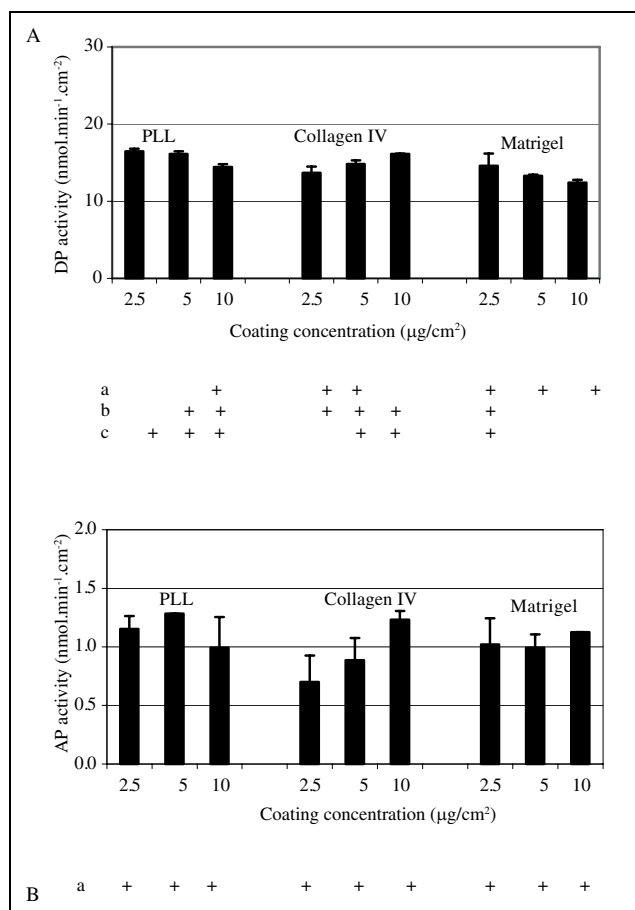 A
DP activity (nmol.min⁻¹.cm⁻²)
30
20
10
0
PLL
Collagen IV
Matrigel
2.5 5 10 2.5 5 10 2.5 5 10
Coating concentration (μg/cm²)
a + + + + + +
b + + + + + +
c + + + + + +
AP activity (nmol.min⁻¹.cm⁻²)
2.0
1.5
1.0
0.5
0.0
PLL
Collagen IV
Matrigel
2.5 5 10 2.5 5 10 2.5 5 10
Coating concentration (μg/cm²)
B a + + + + + + + + +